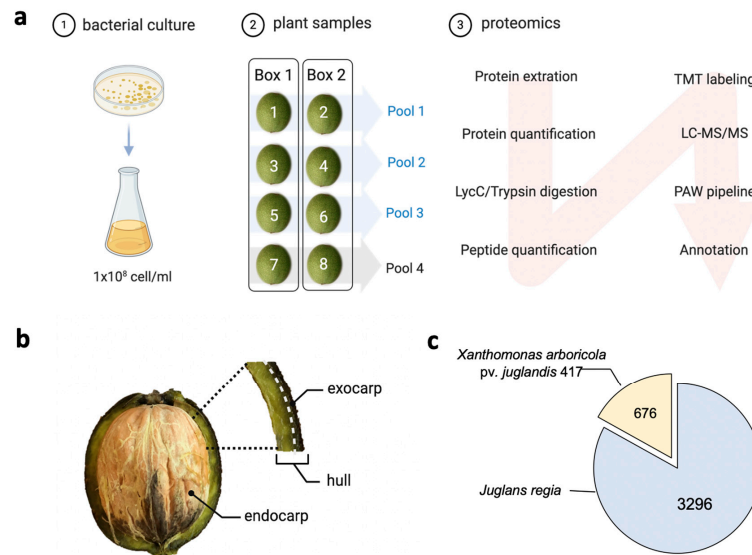 a
1 bacterial culture
1x10⁸ cell/ml
2 plant samples
Box 1 Box 2
1 2 Pool 1
3 4 Pool 2
5 6 Pool 3
7 8 Pool 4
3 proteomics
Protein extration
Protein quantification
LycC/Trypsin digestion
Peptide quantification
TMT labeling
LC-MS/MS
PAW pipeline
Annotation
b
exocarp
hull
endocarp
c
Xanthomonas arboricola
pv. juglandis 417
676
Juglans regia
3296